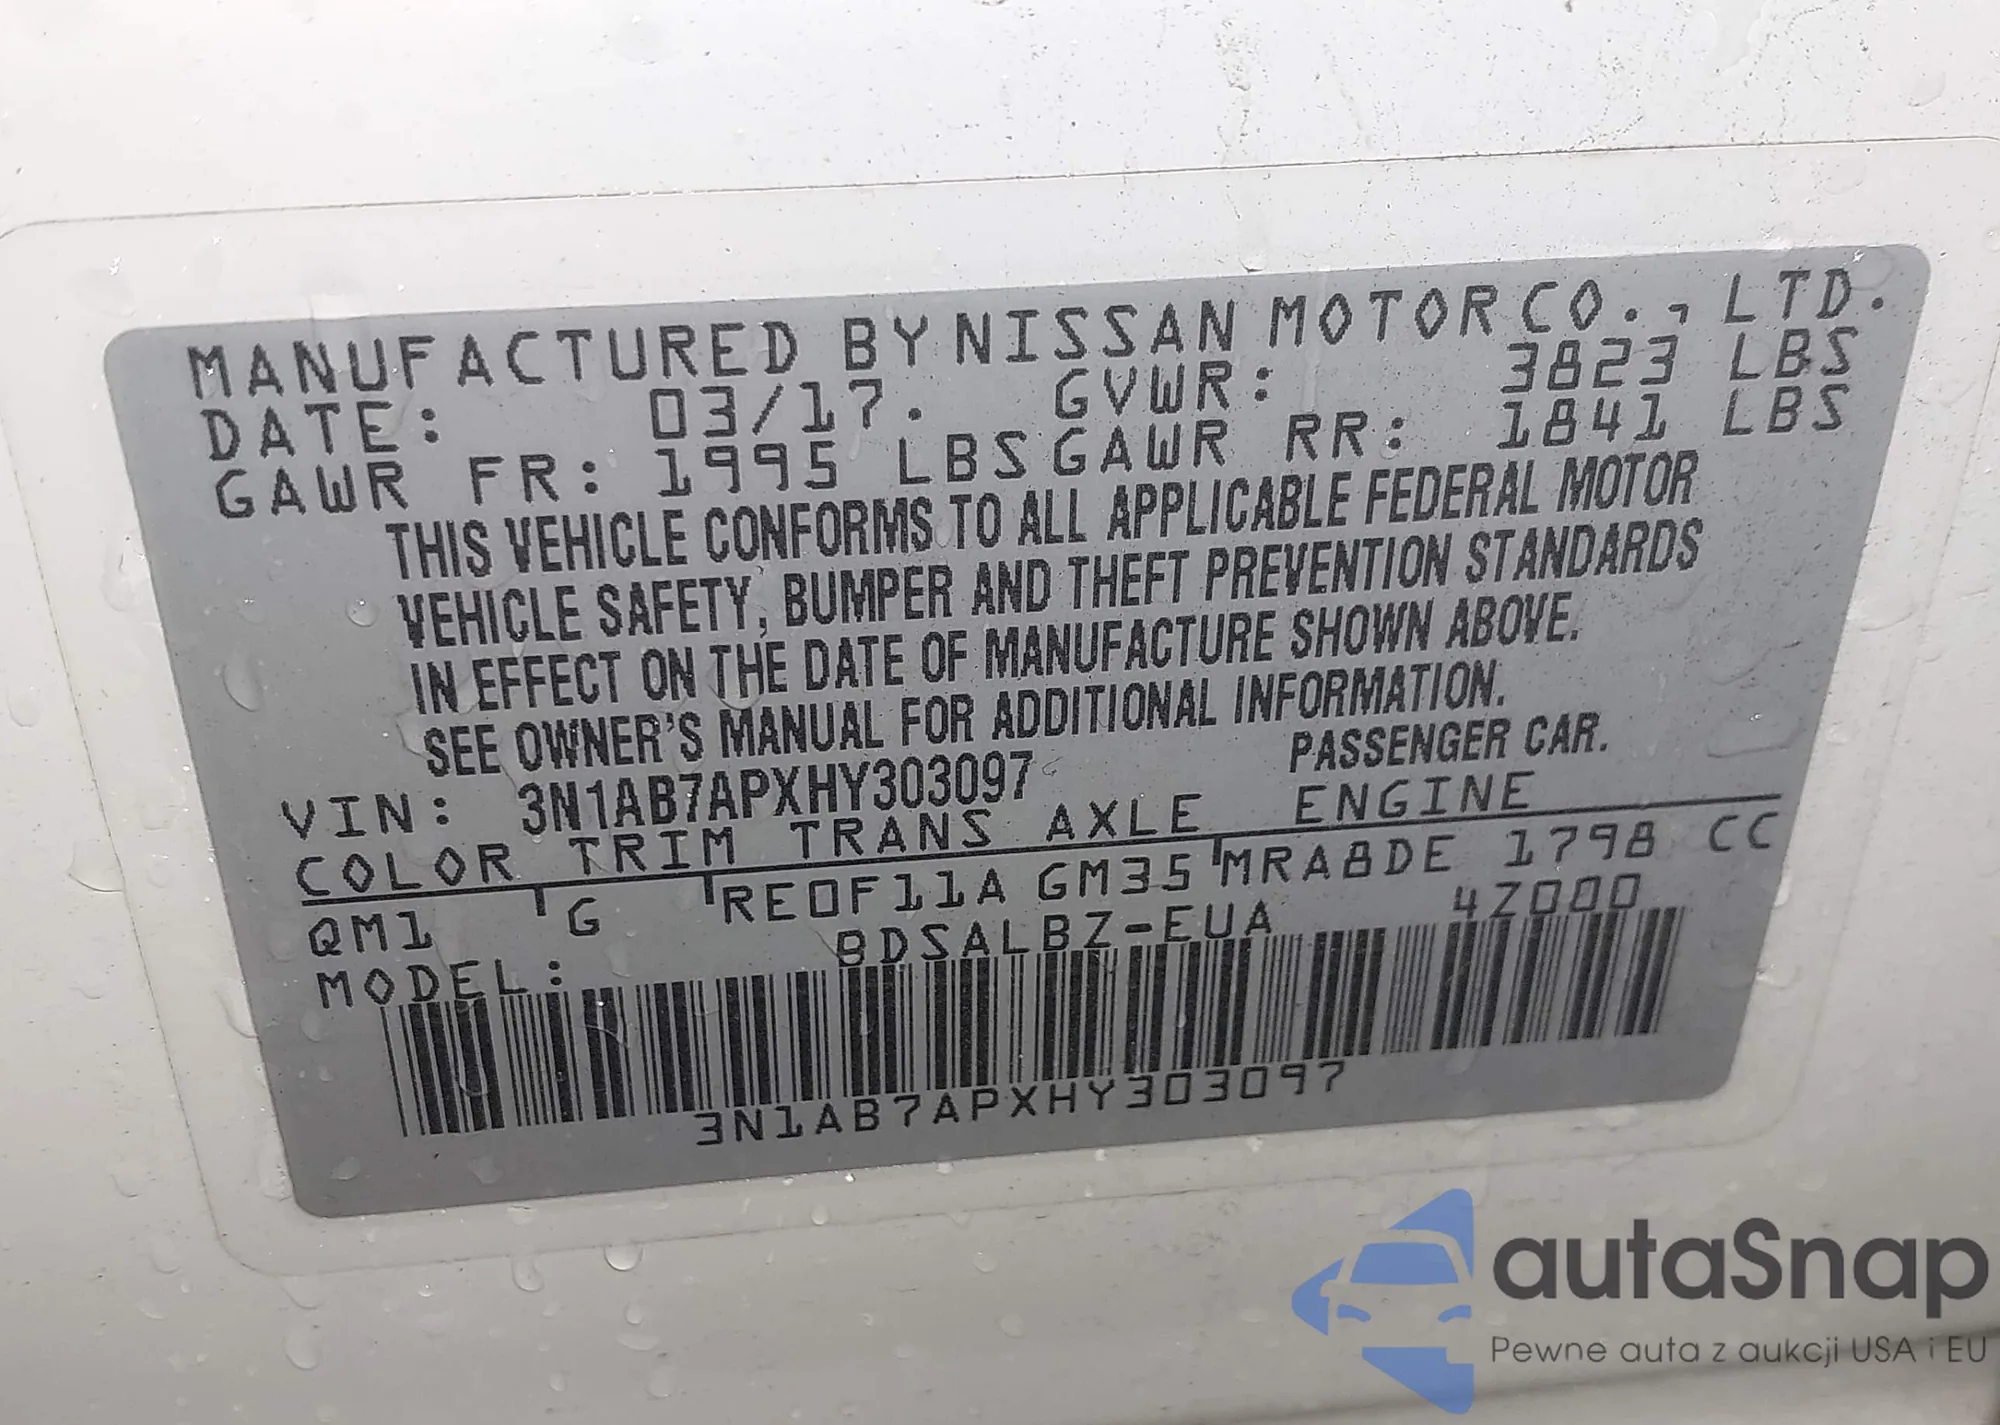 MANUFACTURED BY NISSAN MOTOR CO., LTD.
DATE: 03/17. GVWR: 3823 LBS
GAWR FR: 1995 LBS GAWR RR: 1841 LBS
THIS VEHICLE CONFORMS TO ALL APPLICABLE FEDERAL MOTOR
VEHICLE SAFETY, BUMPER AND THEFT PREVENTION STANDARDS
IN EFFECT ON THE DATE OF MANUFACTURE SHOWN ABOVE.
SEE OWNER'S MANUAL FOR ADDITIONAL INFORMATION.
VIN: 3N1AB7APXHY303097 PASSENGER CAR.
COLOR TRIM TRANS AXLE ENGINE
QM1 G RE0F11A GM35 MRA8DE 1798 CC
MODEL: BDSALBZ-EUA 4Z000
3N1AB7APXHY303097
autaSnap
Pewne auta z aukcji USA i EU